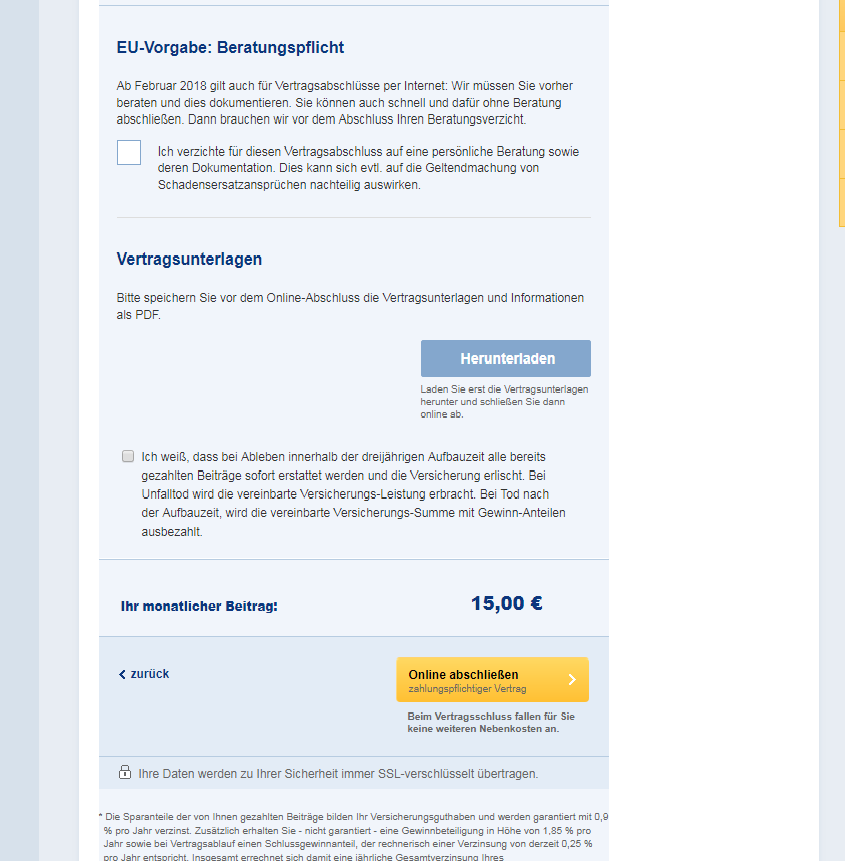 EU-Vorgabe: Beratungspflicht
Ab Februar 2018 gilt auch für Vertragsabschlüsse per Internet: Wir müssen Sie vorher
beraten und dies dokumentieren. Sie können auch schnell und dafür ohne Beratung
abschließen. Dann brauchen wir vor dem Abschluss Ihren Beratungsverzicht.
Ich verzichte für diesen Vertragsabschluss auf eine persönliche Beratung sowie
deren Dokumentation. Dies kann sich evtl. auf die Geltendmachung von
Schadensersatzansprüchen nachteilig auswirken.
Vertragsunterlagen
Bitte speichern Sie vor dem Online-Abschluss die Vertragsunterlagen und Informationen
als PDF.
Herunterladen
Laden Sie erst die Vertragsunterlagen
herunter und schließen Sie dann
online ab.
Ich weiß, dass bei Ableben innerhalb der dreijährigen Aufbauzeit alle bereits
gezahlten Beiträge sofort erstattet werden und die Versicherung erlischt. Bei
Unfalltod wird die vereinbarte Versicherungs-Leistung erbracht. Bei Tod nach
der Aufbauzeit, wird die vereinbarte Versicherungs-Summe mit Gewinn-Anteilen
ausbezahlt.
Ihr monatlicher Beitrag: 15,00 €
zurück
Online abschließen
zahlungspflichtiger Vertrag
Beim Vertragsschluss fallen für Sie
keine weiteren Nebenkosten an.
Ihre Daten werden zu Ihrer Sicherheit immer SSL-verschlüsselt übertragen.
* Die Sparanteile der von Ihnen gezahlten Beiträge bilden Ihr Versicherungsguthaben und werden garantiert mit 0,9
% pro Jahr verzinst. Zusätzlich erhalten Sie - nicht garantiert - eine Gewinnbeteiligung in Höhe von 1,85 % pro
Jahr sowie bei Vertragsablauf einen Schlussgewinnanteil, der rechnerisch einer Verzinsung von derzeit 0,25 %
pro Jahr entspricht. Insgesamt errechnet sich damit eine jährliche Gesamtverzinsung Ihres